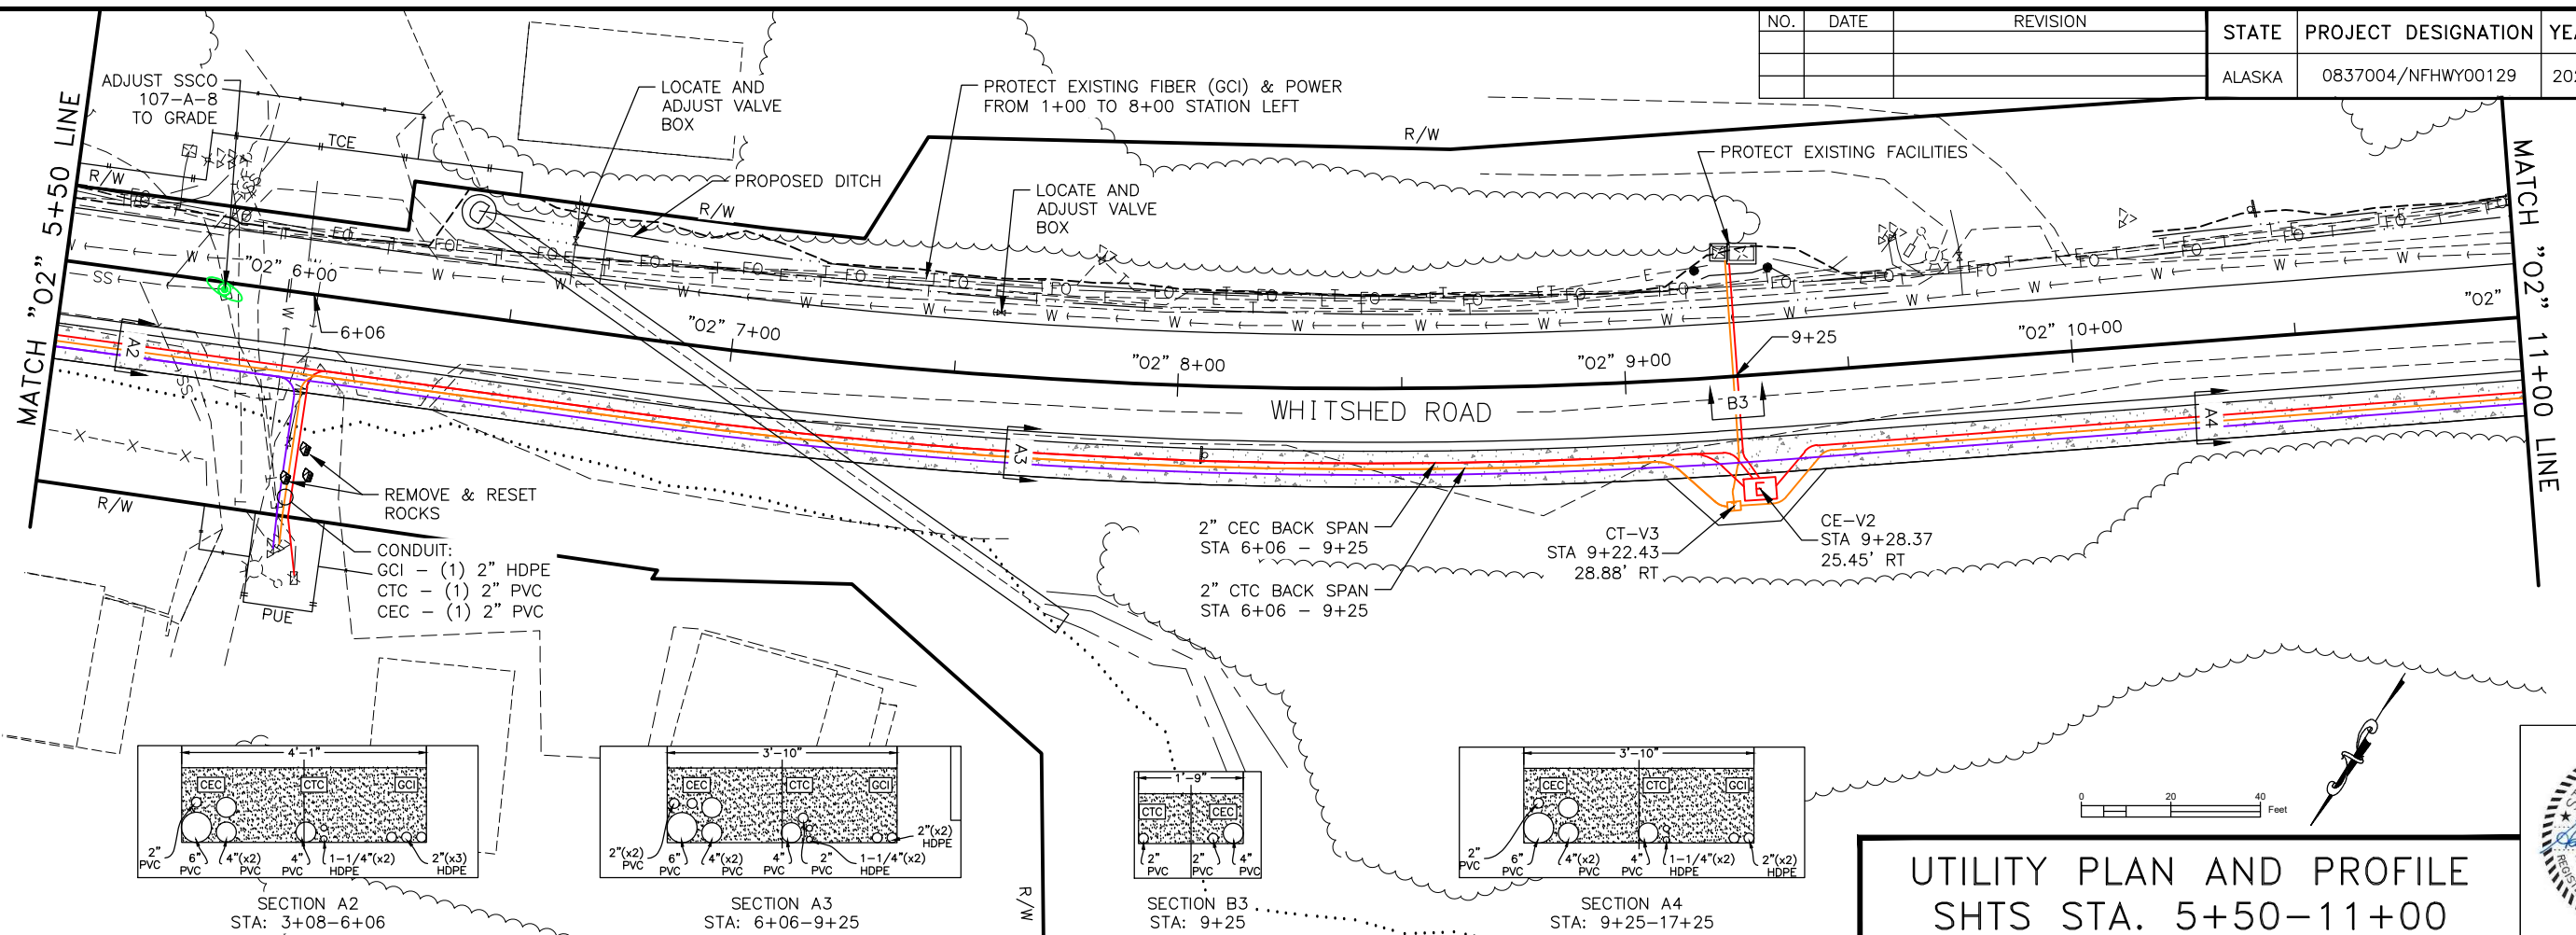 NO. DATE REVISION
STATE PROJECT DESIGNATION
ALASKA 0837004/NFHWY00129
MATCH "O2" 5+50 LINE
ADJUST SSCO
107-A-8
TO GRADE
TCE
R/W
LOCATE AND
ADJUST VALVE
BOX
PROPOSED DITCH
R/W
PROTECT EXISTING FIBER (GCI) & POWER
FROM 1+00 TO 8+00 STATION LEFT
LOCATE AND
ADJUST VALVE
BOX
R/W
PROTECT EXISTING FACILITIES
MATCH "O2" 11+00 LINE
"O2" 6+00
6+06
"O2" 7+00
"O2" 8+00
"O2" 9+00
9+25
"O2" 10+00
"O2"
SS
SS
A2
A3
B3
A4
E
WHITSHED ROAD
REMOVE & RESET
ROCKS
R/W
CONDUIT:
GCI - (1) 2" HDPE
CTC - (1) 2" PVC
CEC - (1) 2" PVC
PUE
2" CEC BACK SPAN
STA 6+06 - 9+25
2" CTC BACK SPAN
STA 6+06 - 9+25
CT-V3
STA 9+22.43
28.88' RT
CE-V2
STA 9+28.37
25.45' RT
4'-1"
CEC CTC GCI
2" PVC
6" PVC
4"(x2) PVC
4" PVC
1-1/4"(x2) HDPE
2"(x3) HDPE
SECTION A2
STA: 3+08-6+06
3'-10"
CEC CTC GCI
2"(x2) PVC
6" PVC
4"(x2) PVC
4" PVC
2" PVC
1-1/4"(x2) HDPE
2"(x2) HDPE
SECTION A3
STA: 6+06-9+25
R/W
1'-9"
CTC CEC
2" PVC
2" PVC
4" PVC
SECTION B3
STA: 9+25
3'-10"
CEC CTC GCI
2" PVC
6" PVC
4"(x2) PVC
4" PVC
1-1/4"(x2) HDPE
2"(x2) HDPE
SECTION A4
STA: 9+25-17+25
0 20 40 Feet
UTILITY PLAN AND PROFILE
SHTS STA. 5+50-11+00